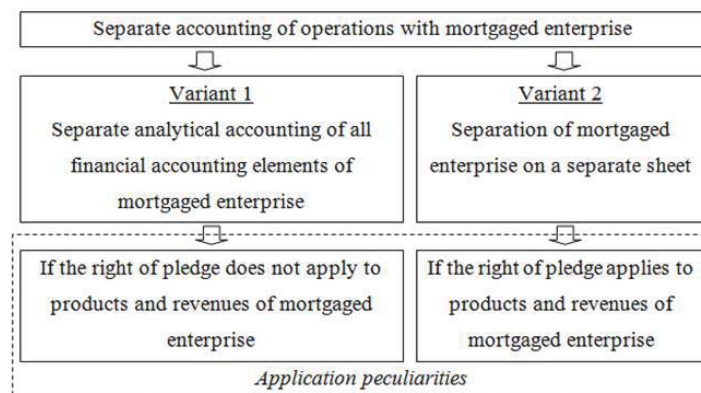 Separate accounting of operations with mortgaged enterprise
Variant 1
Separate analytical accounting of all
financial accounting elements of
mortgaged enterprise
Variant 2
Separation of mortgaged
enterprise on a separate sheet
If the right of pledge does not apply to
products and revenues of mortgaged
enterprise
If the right of pledge applies to
products and revenues of
mortgaged enterprise
Application peculiarities